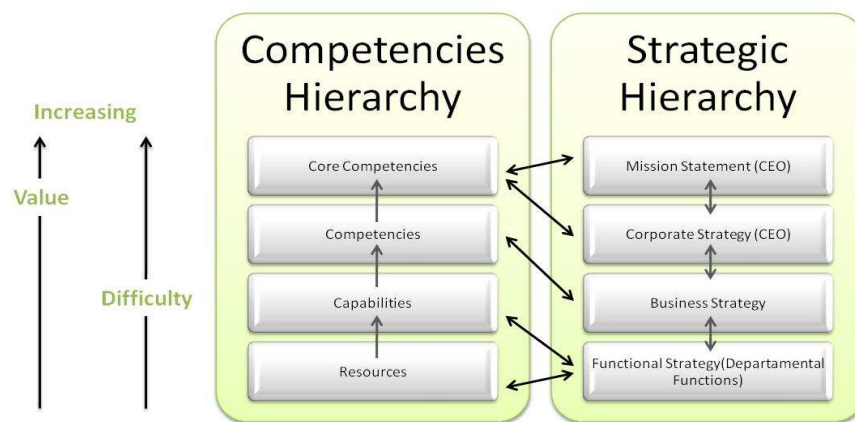 Increasing
Value
Difficulty
Competencies
Hierarchy
Core Competencies
Competencies
Capabilities
Resources
Strategic
Hierarchy
Mission Statement (CEO)
Corporate Strategy (CEO)
Business Strategy
Functional Strategy(Departamental
Functions)